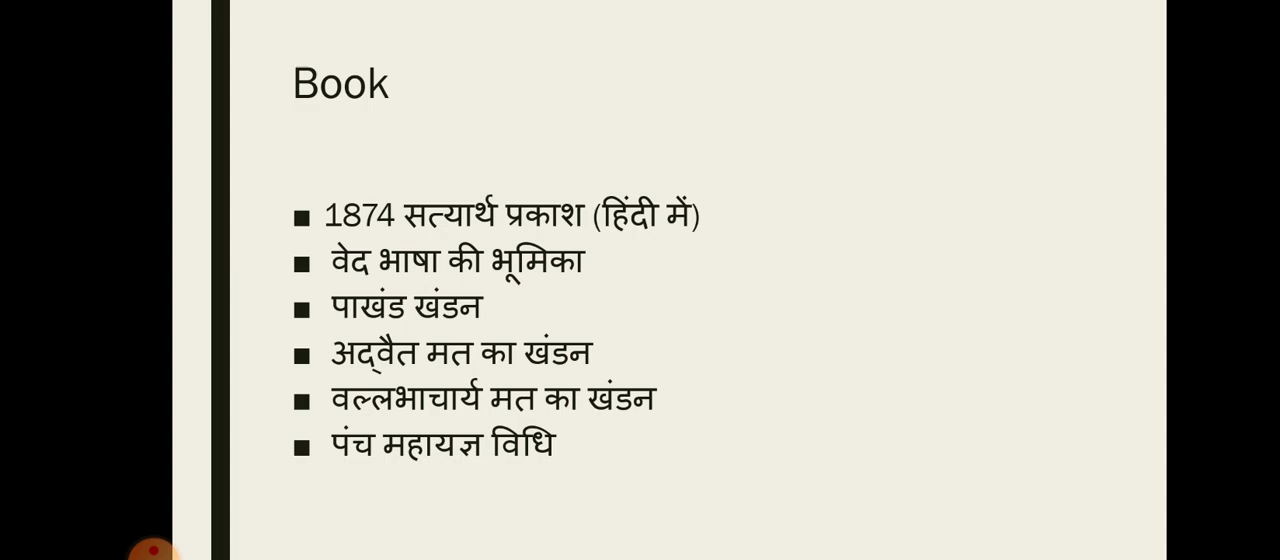 Book
■ 1874 सत्यार्थ प्रकाश (हिंदी में)
■ वेद भाषा की भूमिका
■ पाखंड खंडन
■ अद्वैत मत का खंडन
■ वल्लभाचार्य मत का खंडन
■ पंच महायज्ञ विधि